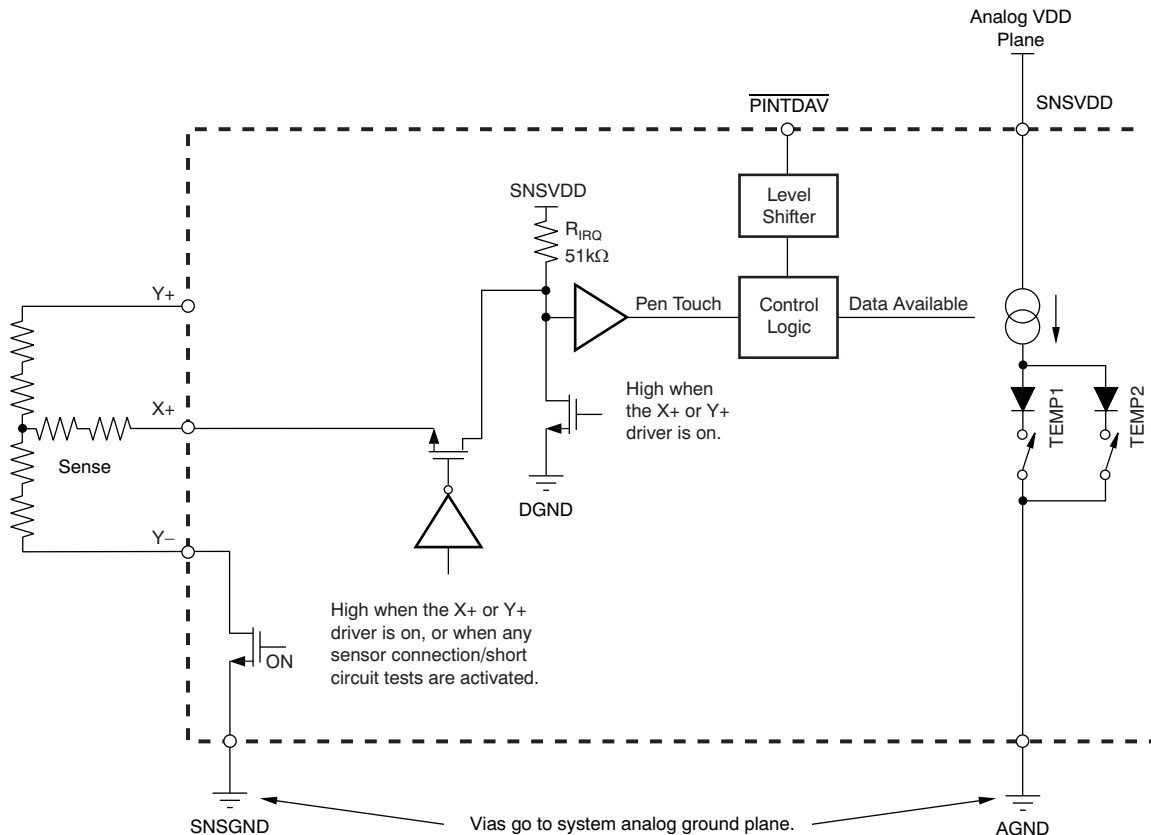 Analog VDD
Plane
PINTDAV
SNSVDD
SNSVDD
Level
Shifter
RIRQ
51kΩ
Y+
Pen Touch
Control
Logic
Data Available
High when
the X+ or Y+
driver is on.
TEMP1
TEMP2
X+
Sense
DGND
Y–
High when the X+ or Y+
driver is on, or when any
sensor connection/short
circuit tests are activated.
ON
SNSGND
Vias go to system analog ground plane.
AGND